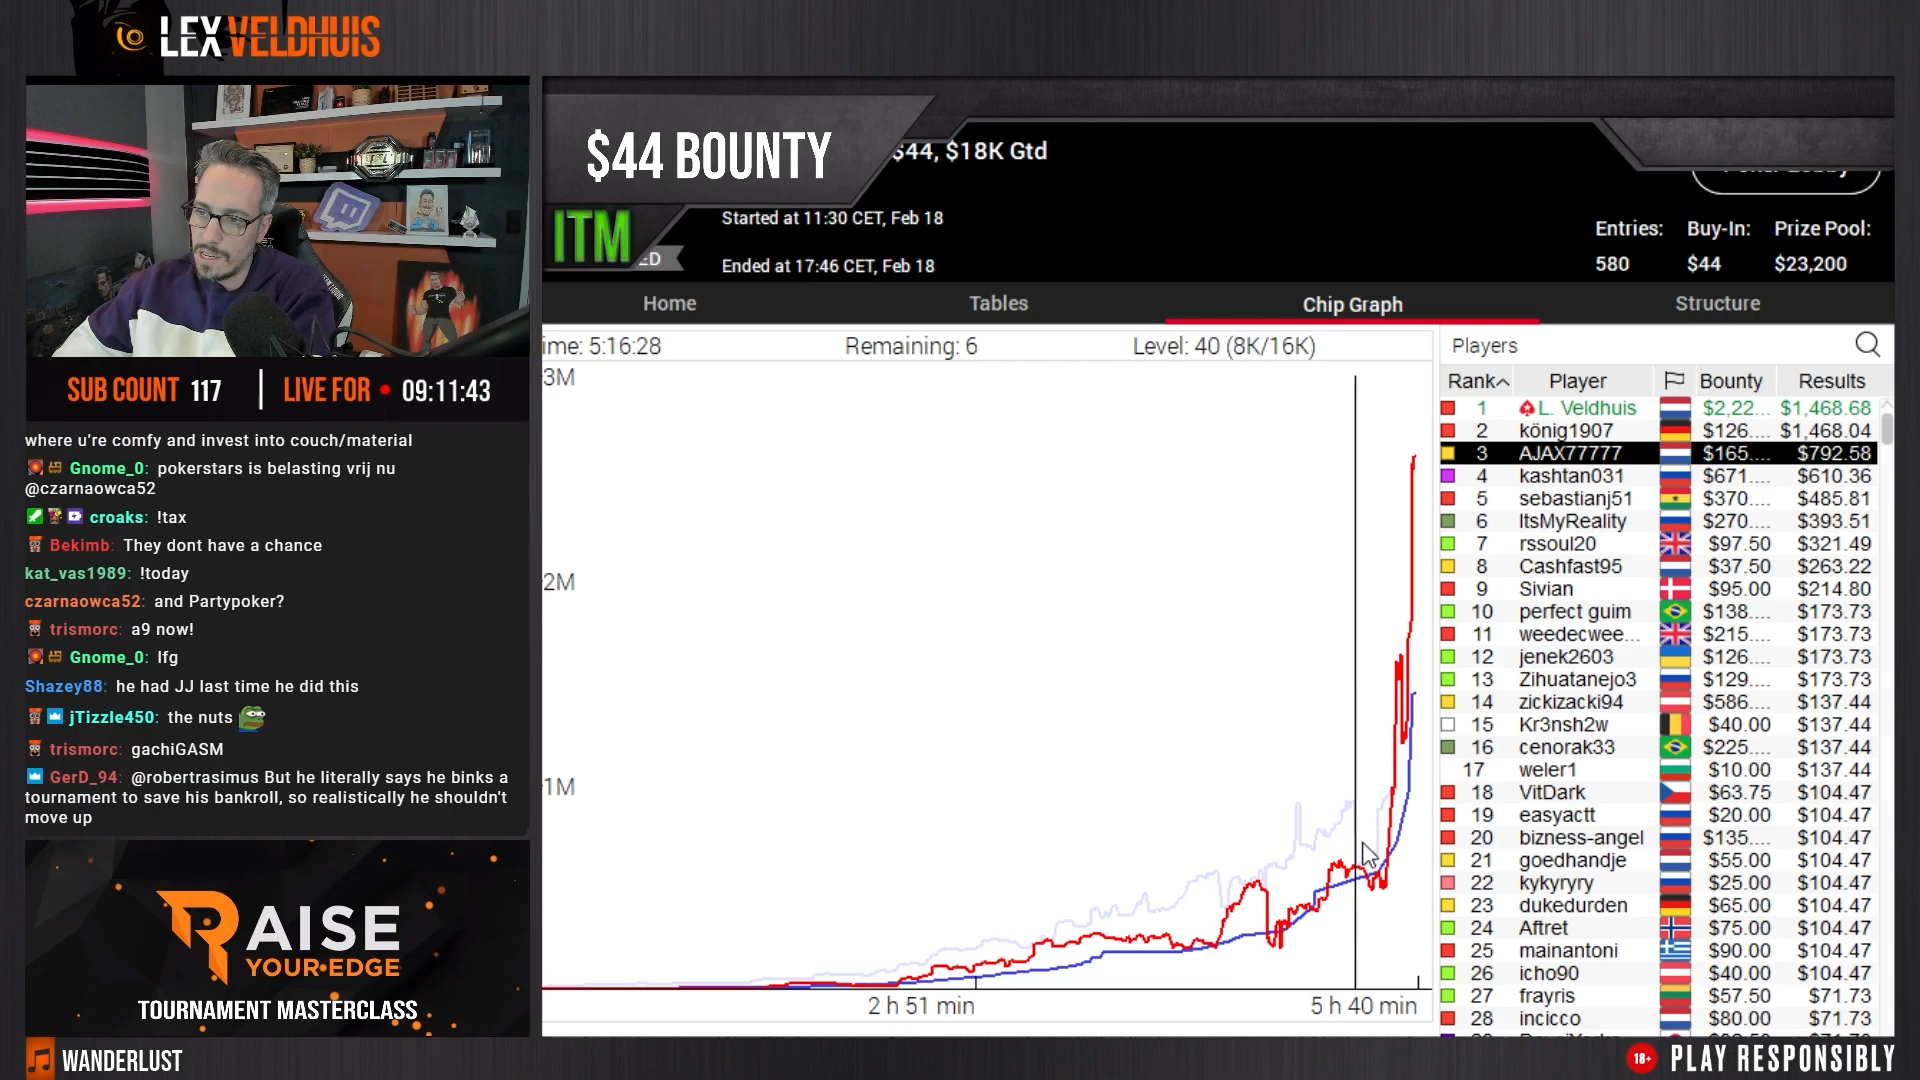 LEX VELDHUIS
$44 BOUNTY
$44, $18K Gtd
ITM
ED
Started at 11:30 CET, Feb 18
Ended at 17:46 CET, Feb 18
Entries: Buy-In: Prize Pool:
580 $44 $23,200
Home Tables Chip Graph Structure
ime: 5:16:28 Remaining: 6 Level: 40 (8K/16K)
3M
2M
1M
2 h 51 min 5 h 40 min
Players
Rank Player Bounty Results
1 L. Veldhuis $2,22... $1,468.68
2 könig1907 $126.... $1,468.04
3 AJAX77777 $165.... $792.58
4 kashtan031 $671.... $610.36
5 sebastianj51 $370.... $485.81
6 ItsMyReality $270.... $393.51
7 rssoul20 $97.50 $321.49
8 Cashfast95 $37.50 $263.22
9 Sivian $95.00 $214.80
10 perfect guim $138.... $173.73
11 weedecwee... $215.... $173.73
12 jenek2603 $126.... $173.73
13 Zihuatanejo3 $129.... $173.73
14 zickizacki94 $586.... $137.44
15 Kr3nsh2w $40.00 $137.44
16 cenorak33 $225.... $137.44
17 weler1 $10.00 $137.44
18 VitDark $63.75 $104.47
19 easyactt $20.00 $104.47
20 bizness-angel $135.... $104.47
21 goedhandje $55.00 $104.47
22 kykyryry $25.00 $104.47
23 dukedurden $65.00 $104.47
24 Aftret $75.00 $104.47
25 mainantoni $90.00 $104.47
26 icho90 $40.00 $104.47
27 frayris $57.50 $71.73
28 incicco $80.00 $71.73
SUB COUNT 117 | LIVE FOR • 09:11:43
where u're comfy and invest into couch/material
Gnome_0: pokerstars is belasting vrij nu
@czarnaowca52
croaks: !tax
Bekimb: They dont have a chance
kat_vas1989: !today
czarnaowca52: and Partypoker?
trismorc: a9 now!
Gnome_0: lfg
Shazey88: he had JJ last time he did this
jTizzle450: the nuts
trismorc: gachiGASM
GerD_94: @robertrasimus But he literally says he binks a
tournament to save his bankroll, so realistically he shouldn't
move up
RAISE
YOUR•EDGE
TOURNAMENT MASTERCLASS
WANDERLUST
18+ PLAY RESPONSIBLY